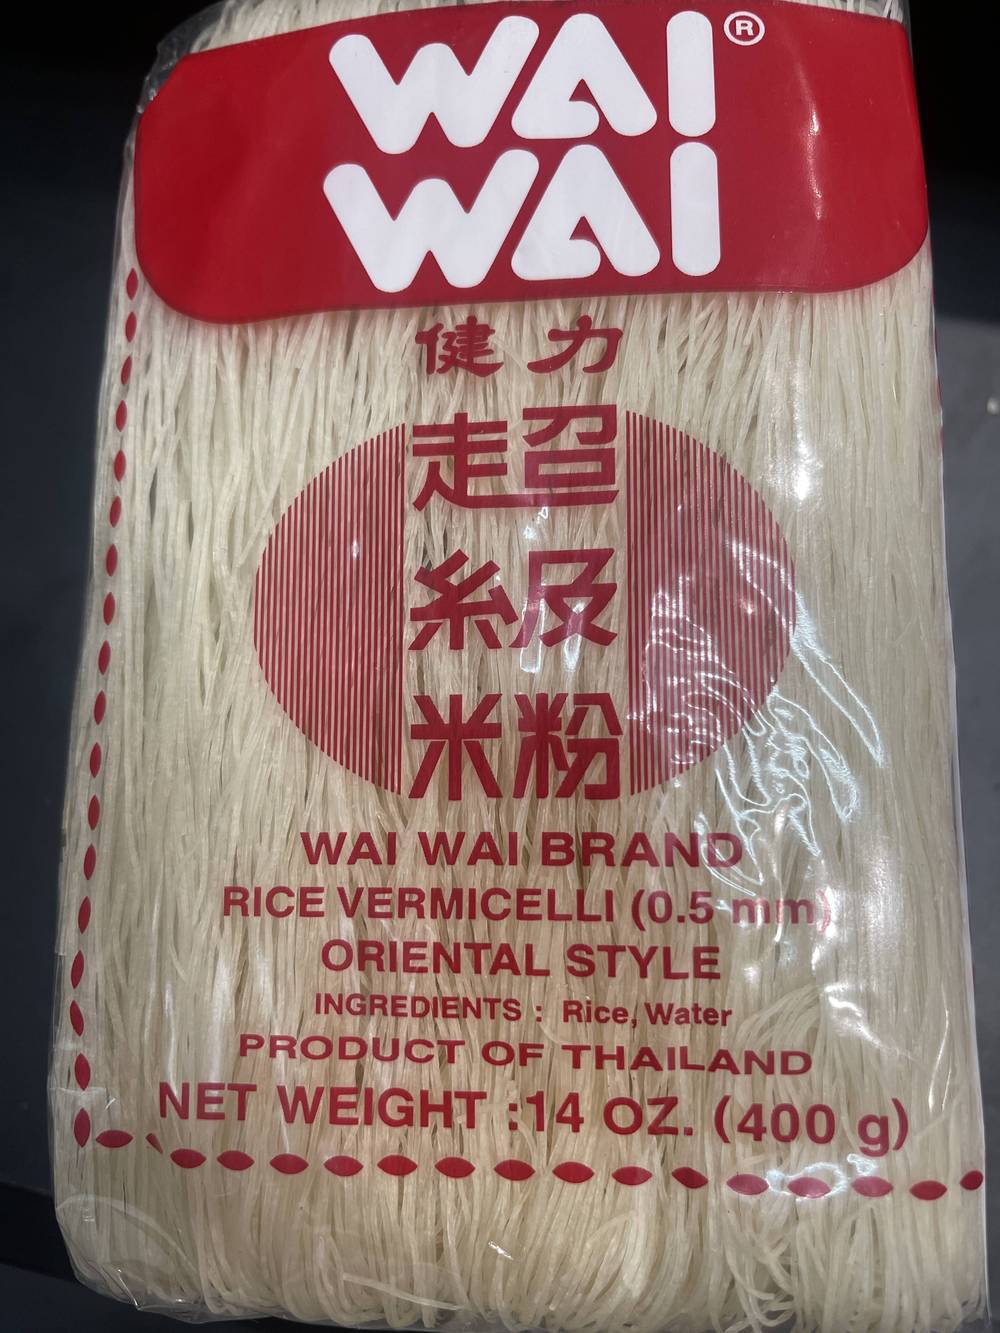 WAI®
WAI
健力
超
級
米粉
WAI WAI BRAND
RICE VERMICELLI (0.5 mm)
ORIENTAL STYLE
INGREDIENTS : Rice, Water
PRODUCT OF THAILAND
NET WEIGHT :14 OZ. (400 g)